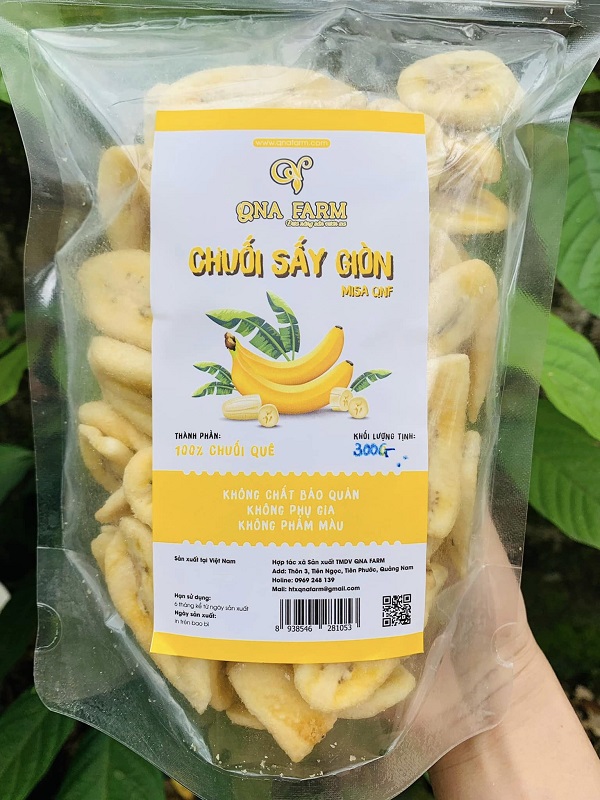 www.qnafarm.com
QNA FARM
CHUỐI SẤY GIÒN
MISA QNF
THÀNH PHẦN:
100% CHUỐI QUÊ
KHỐI LƯỢNG TỊNH:
300G
KHÔNG CHẤT BẢO QUẢN
KHÔNG PHỤ GIA
KHÔNG PHẨM MÀU
Sản xuất tại Việt Nam
Hạn sử dụng:
6 tháng kể từ ngày sản xuất
Ngày sản xuất:
In trên bao bì
Hợp tác xã Sản xuất TMDV QNA FARM
Add: Thôn 3, Tiên Ngọc, Tiên Phước, Quảng Nam
Holine: 0969 248 139
Mail: htxqnafarm@gmail.com
8 938546 281053